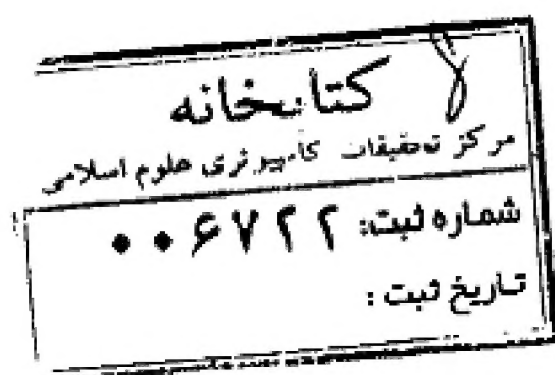 کتابخانه
مرکز تحقیقات کامپیوتری علوم اسلامی
شماره ثبت: ۰۰۶۷۲۲
تاریخ ثبت :